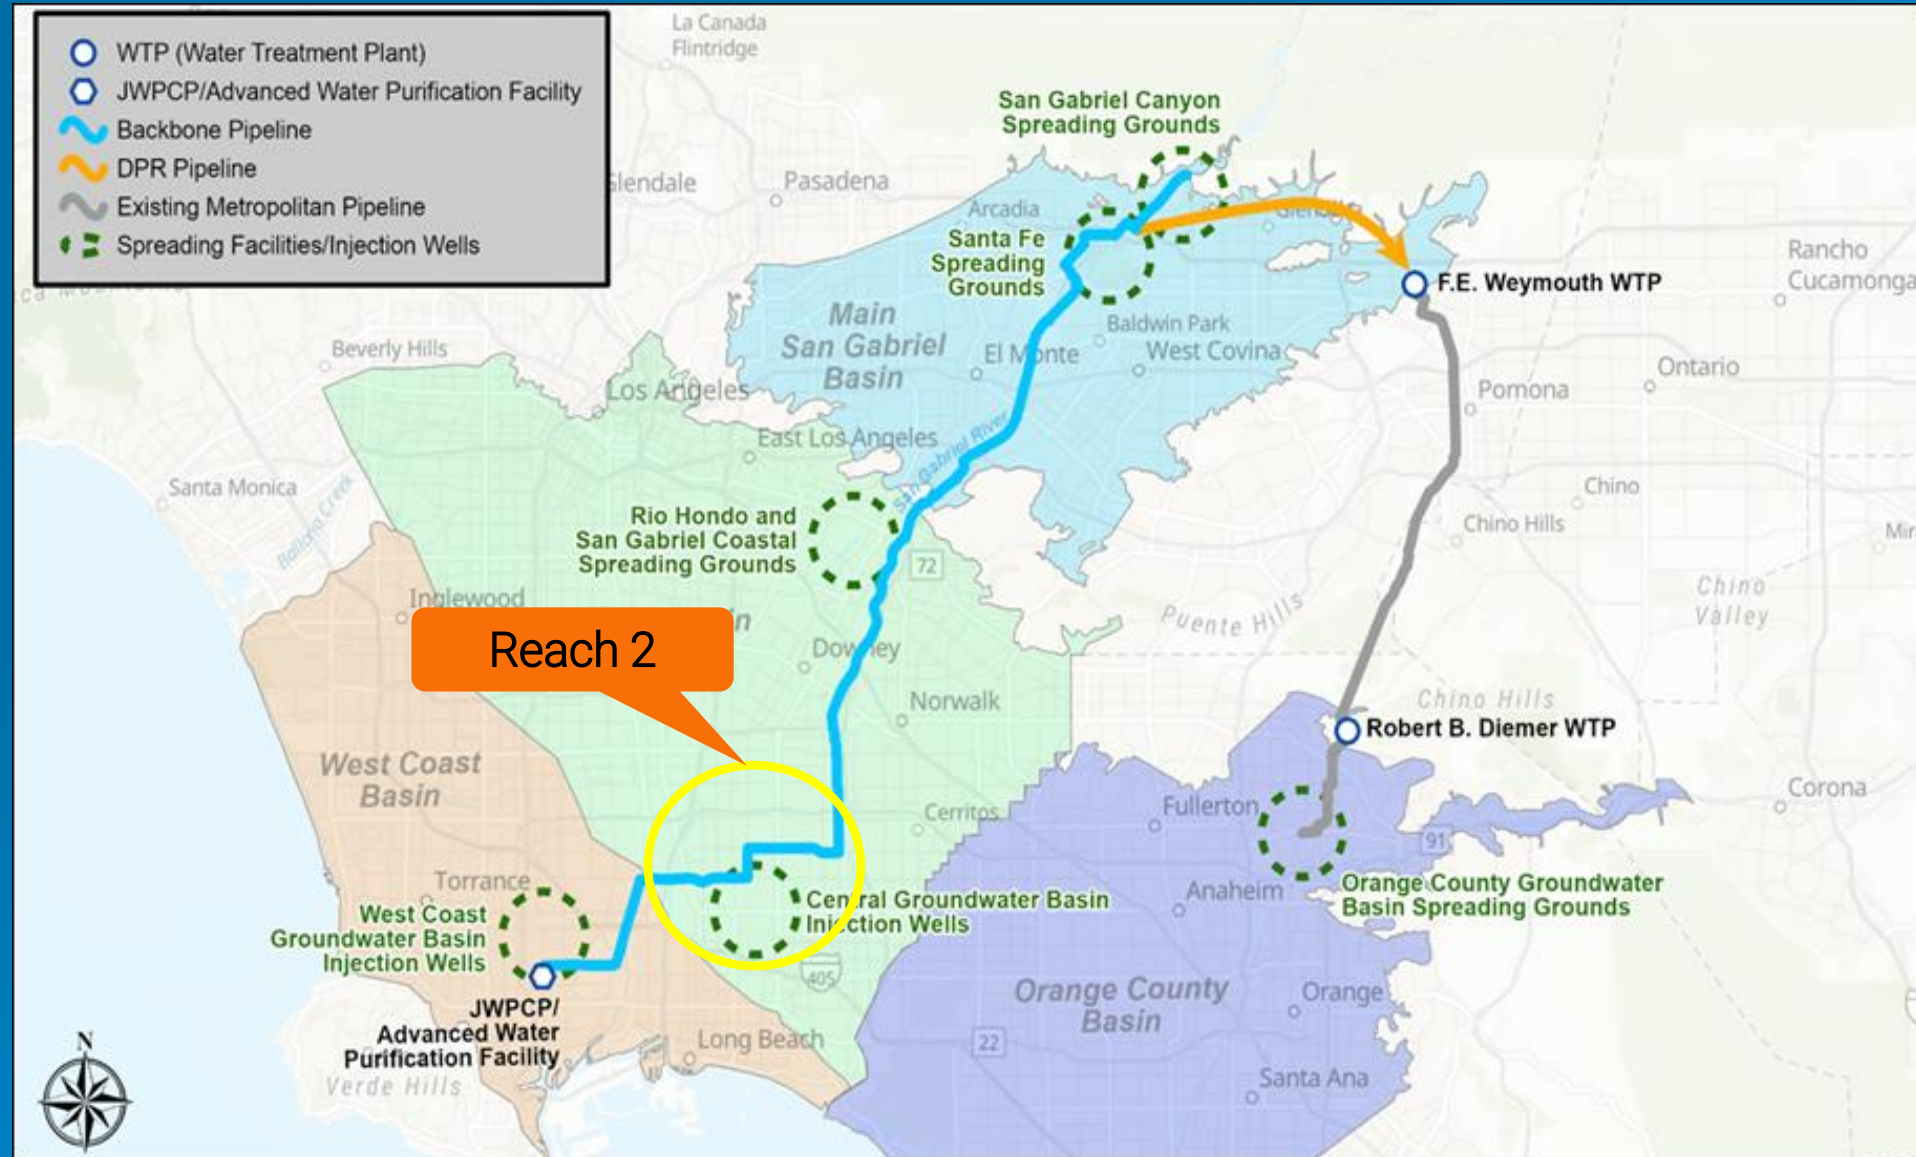 WTP (Water Treatment Plant)
JWPCP/Advanced Water Purification Facility
Backbone Pipeline
DPR Pipeline
Existing Metropolitan Pipeline
Spreading Facilities/Injection Wells
La Canada
Flintridge
San Gabriel Canyon
Spreading Grounds
Glendale
Pasadena
Arcadia
Santa Fe
Spreading
Grounds
Rancho
Cucamonga
F.E. Weymouth WTP
Main
San Gabriel
Basin
Baldwin Park
El Monte
West Covina
Beverly Hills
Los Angeles
Ontario
Pomona
East Los Angeles
San Gabriel River
Santa Monica
Ballona Creek
Chino
Rio Hondo and
San Gabriel Coastal
Spreading Grounds
72
Chino Hills
Mir
Inglewood
in
Chino
Valley
Puente Hills
Reach 2
Downey
Norwalk
Chino Hills
Robert B. Diemer WTP
West Coast
Basin
Cerritos
Fullerton
Corona
91
Torrance
West Coast
Groundwater Basin
Injection Wells
Central Groundwater Basin
Injection Wells
Anaheim
Orange County Groundwater
Basin Spreading Grounds
405
Orange County
Basin
Orange
JWPCP/
Advanced Water
Purification Facility
Long Beach
22
N
Verde Hills
Santa Ana